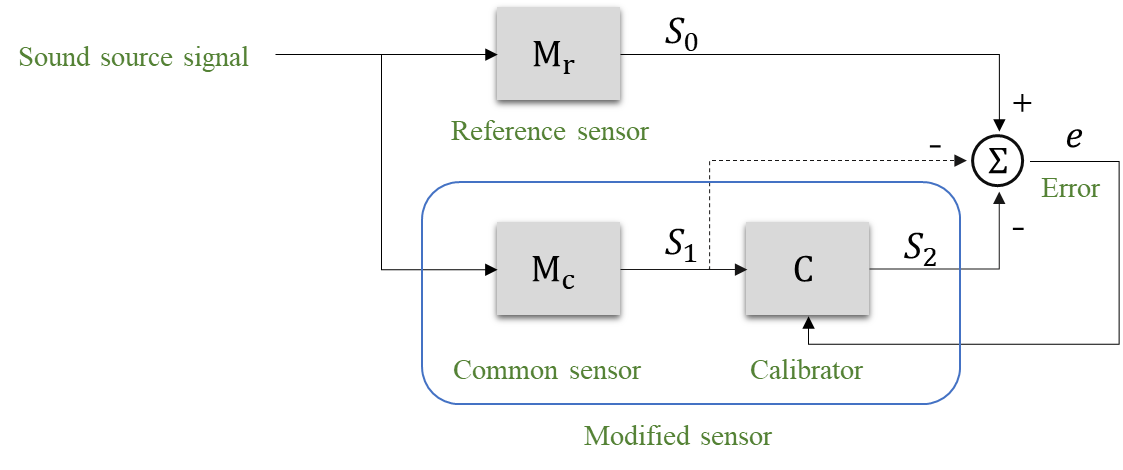 S0
Sound source signal
Mr
+
Reference sensor
-
Σ
e
Error
S1
S2
-
Mc
C
Common sensor
Calibrator
Modified sensor